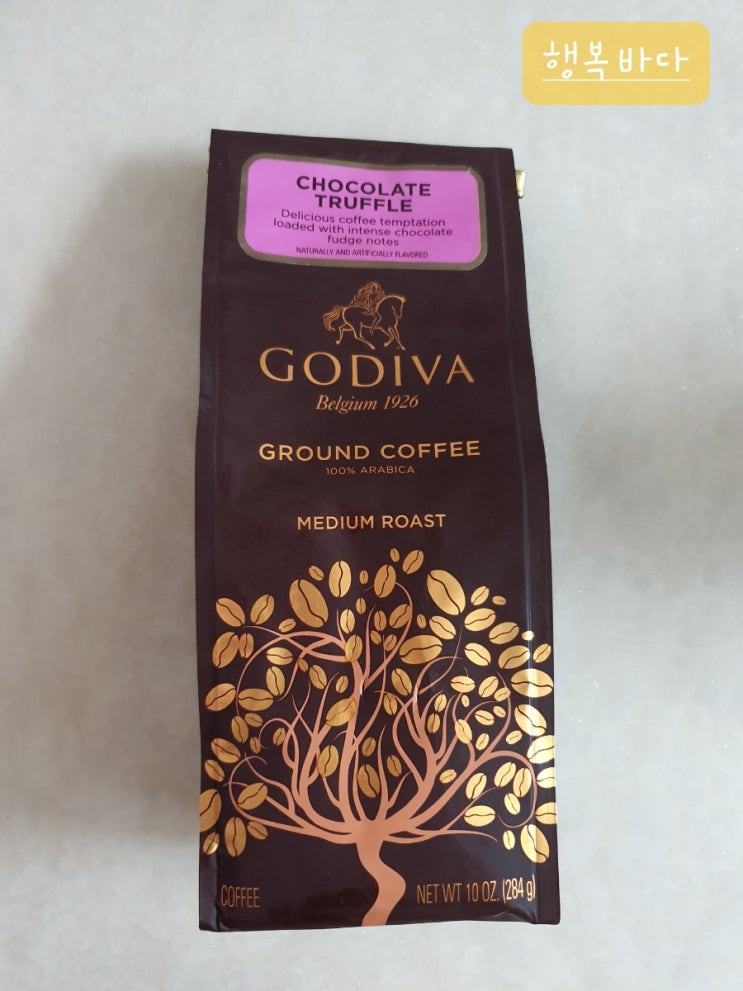 행복바다
CHOCOLATE
TRUFFLE
Delicious coffee temptation
loaded with intense chocolate
fudge notes
NATURALLY AND ARTIFICIALLY FLAVORED
GODIVA
Belgium 1926
GROUND COFFEE
100% ARABICA
MEDIUM ROAST
COFFEE
NET WT 10 OZ. (284 g)